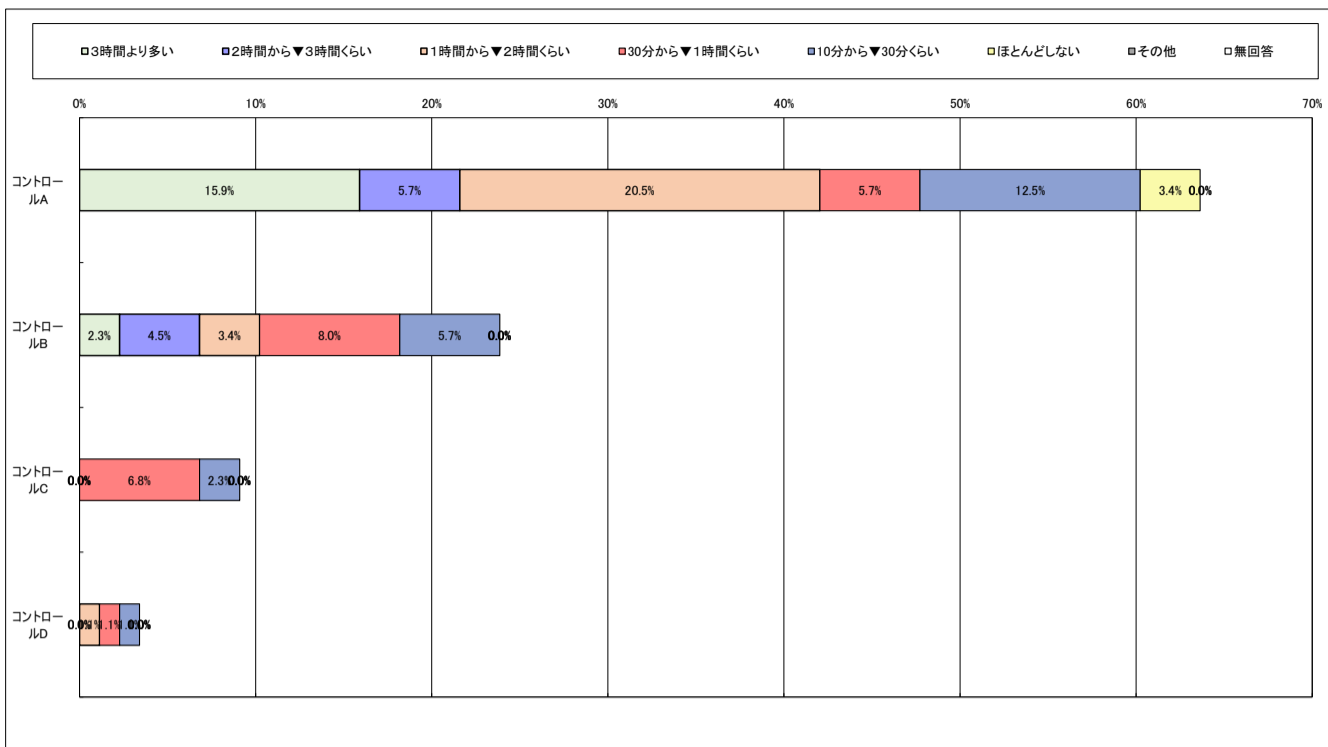 ３時間より多い ２時間から▼３時間くらい １時間から▼２時間くらい 30分から▼１時間くらい 10分から▼30分くらい ほとんどしない その他 無回答
0% 10% 20% 30% 40% 50% 60% 70%
コントロー
ルA
15.9% 5.7% 20.5% 5.7% 12.5% 3.4% 0.0%
コントロー
ルB
2.3% 4.5% 3.4% 8.0% 5.7% 0.0%
コントロー
ルC
0.0% 6.8% 2.3% 0.0%
コントロー
ルD
0.0% 1.1% 0.0%